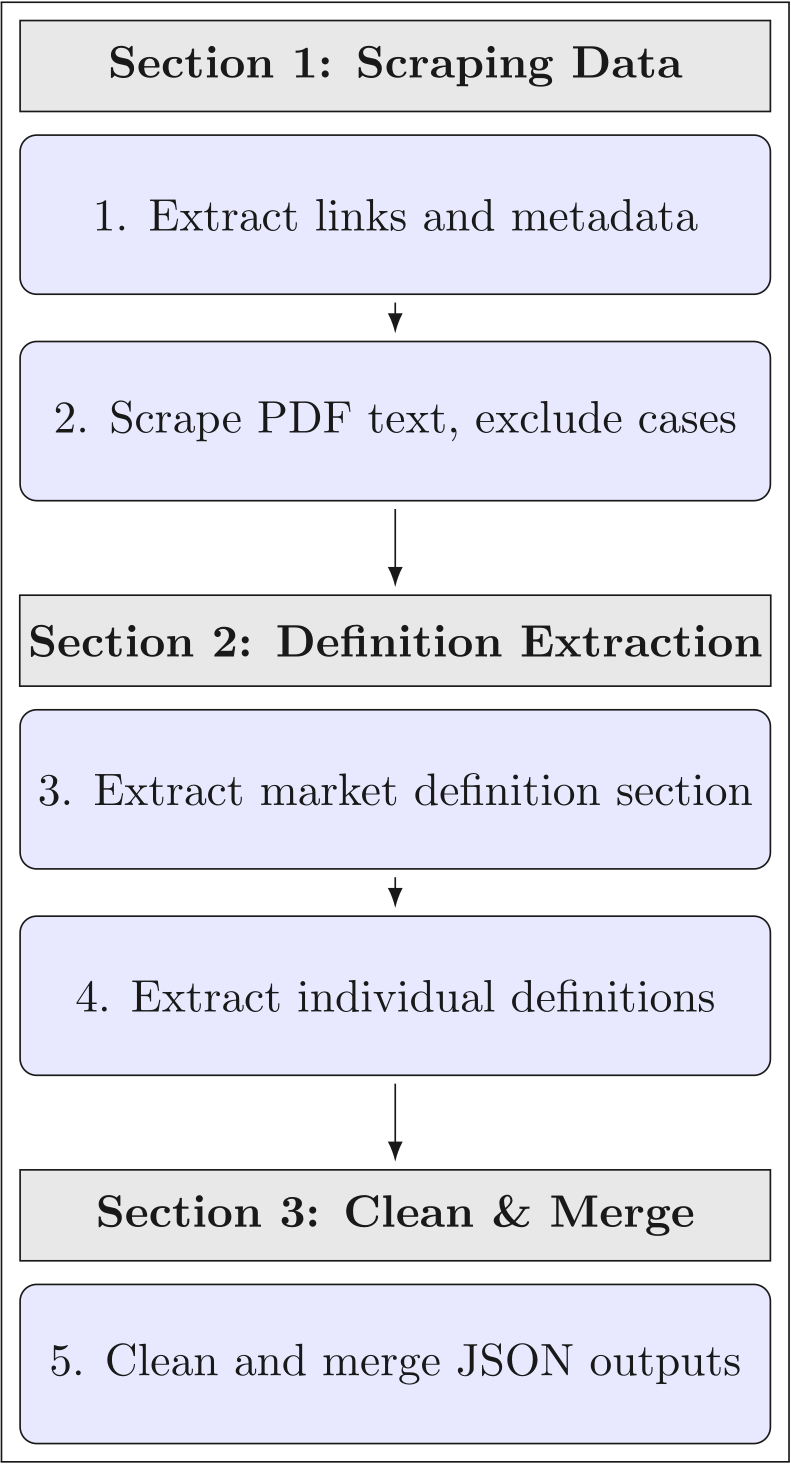 Section 1: Scraping Data
1. Extract links and metadata
2. Scrape PDF text, exclude cases
Section 2: Definition Extraction
3. Extract market definition section
4. Extract individual definitions
Section 3: Clean & Merge
5. Clean and merge JSON outputs